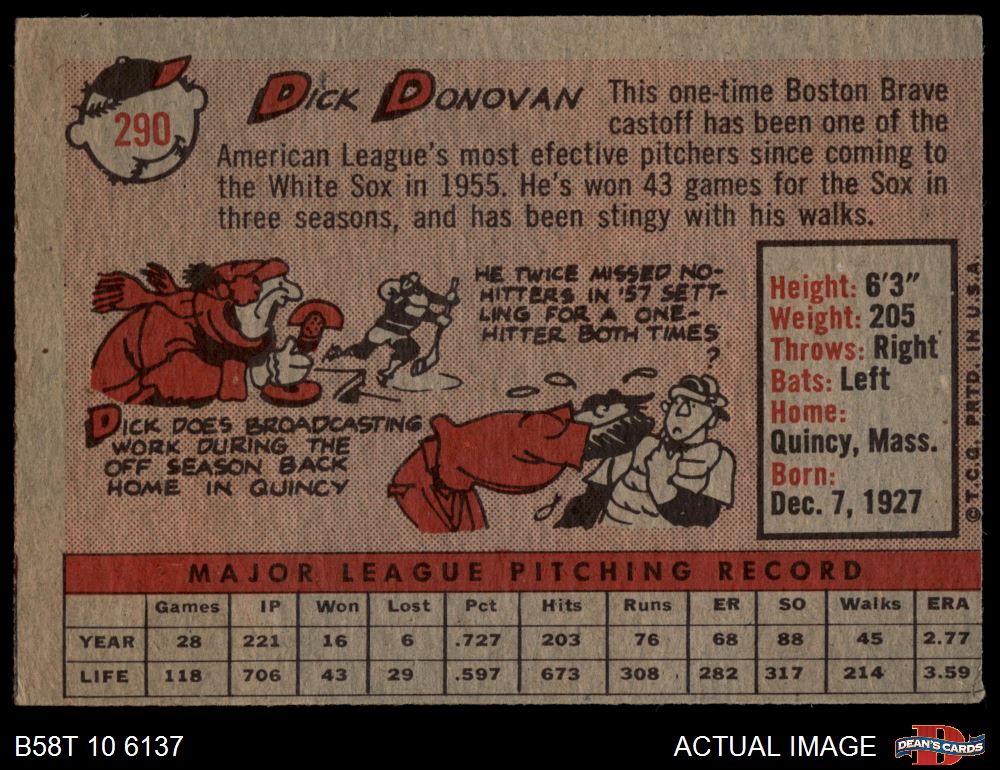 290
Dick Donovan
This one-time Boston Brave
castoff has been one of the
American League's most efective pitchers since coming to
the White Sox in 1955. He's won 43 games for the Sox in
three seasons, and has been stingy with his walks.
HE TWICE MISSED NO-
HITTERS IN '57 SETT-
LING FOR A ONE-
HITTER BOTH TIMES
?
DICK DOES BROADCASTING
WORK DURING THE
OFF SEASON BACK
HOME IN QUINCY
Height: 6'3"
Weight: 205
Throws: Right
Bats: Left
Home:
Quincy, Mass.
Born:
Dec. 7, 1927
© T.C.G. PRTD. IN U.S.A.
MAJOR LEAGUE PITCHING RECORD
Games IP Won Lost Pct Hits Runs ER SO Walks ERA
YEAR 28 221 16 6 .727 203 76 68 88 45 2.77
LIFE 118 706 43 29 .597 673 308 282 317 214 3.59
B58T 10 6137
ACTUAL IMAGE
DEAN'S CARDS